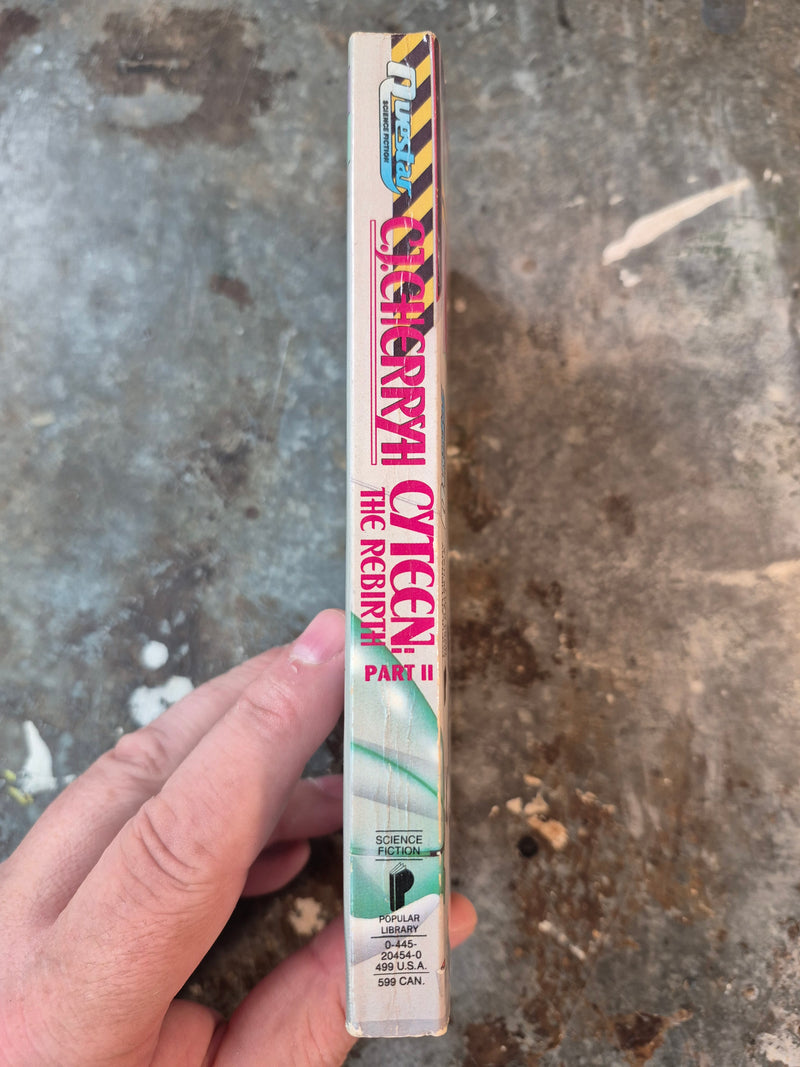 Questar
SCIENCE FICTION
C.J. CHERRYH
CYTEEN:
THE REBIRTH
PART II
SCIENCE
FICTION
P
POPULAR
LIBRARY
0-445-
20454-0
499 U.S.A.
599 CAN.